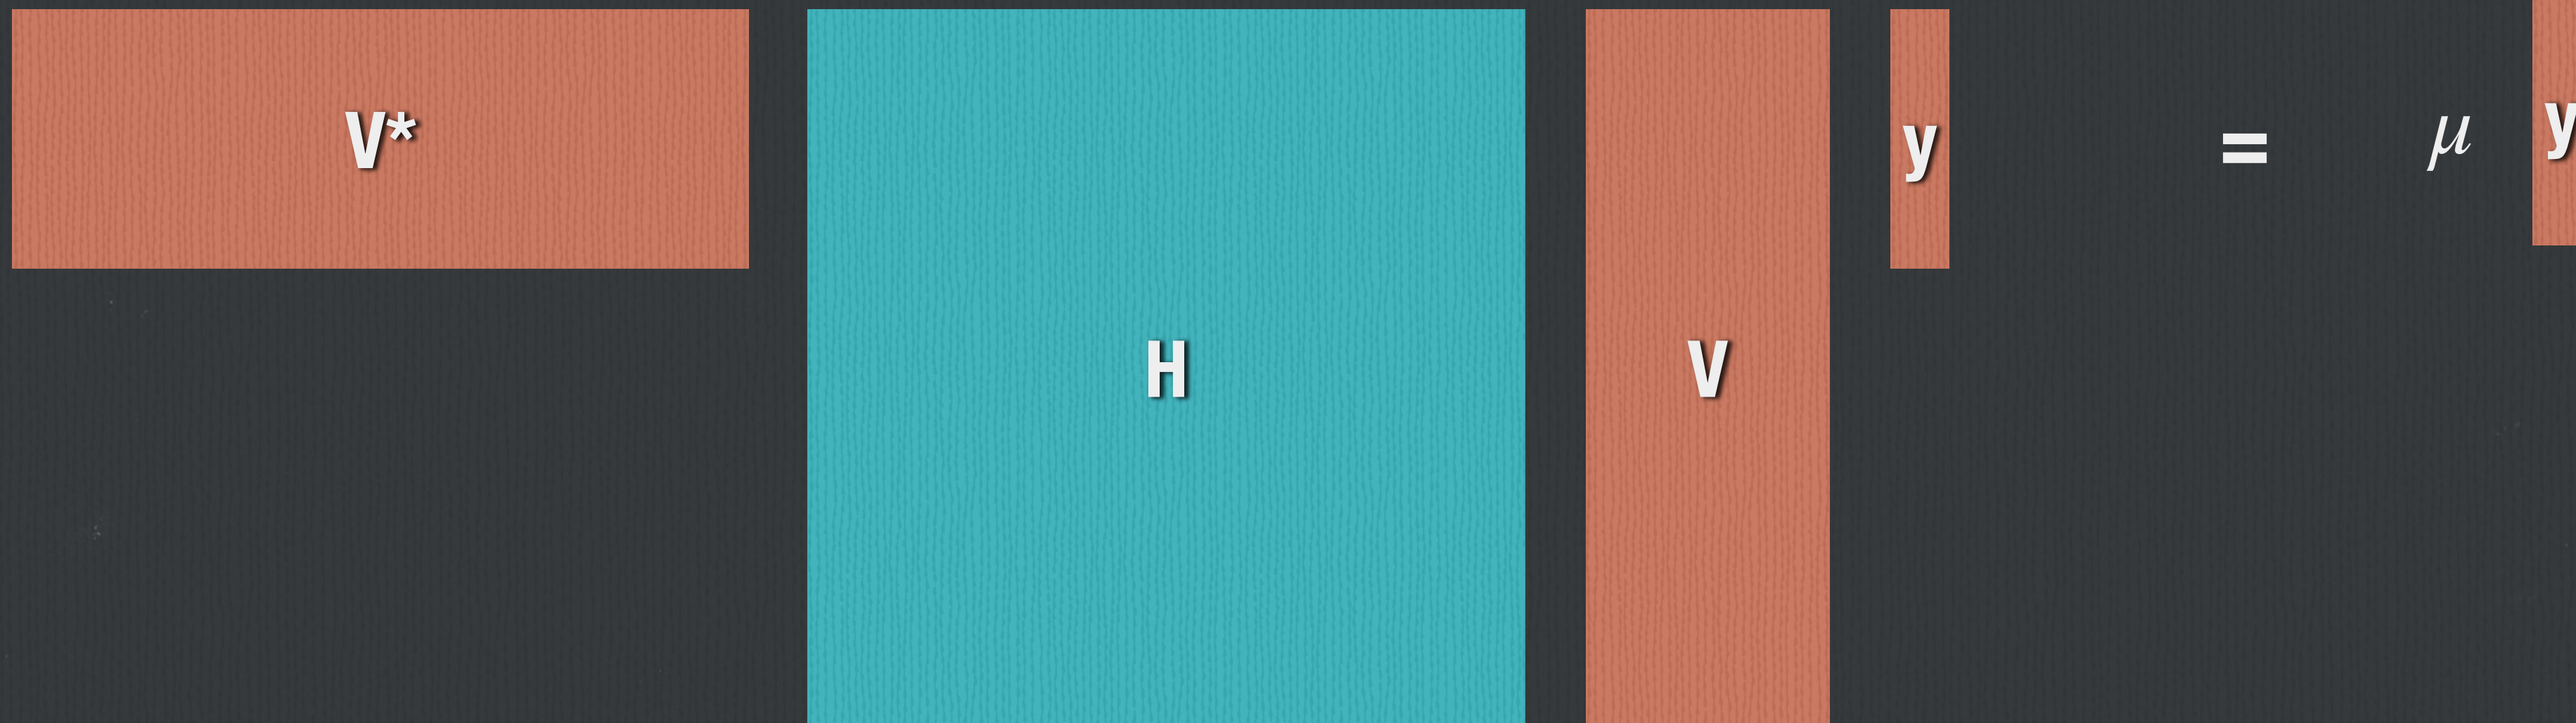 V* H V y = μ y